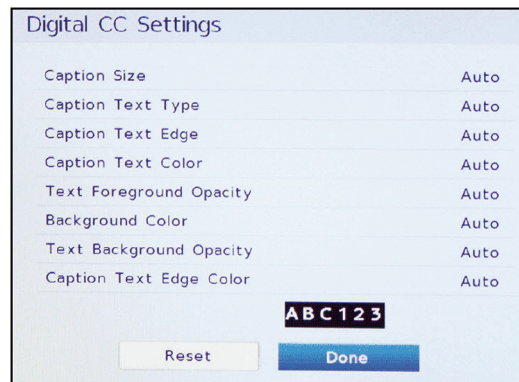 Digital CC Settings
Caption Size Auto
Caption Text Type Auto
Caption Text Edge Auto
Caption Text Color Auto
Text Foreground Opacity Auto
Background Color Auto
Text Background Opacity Auto
Caption Text Edge Color Auto
ABC123
Reset Done